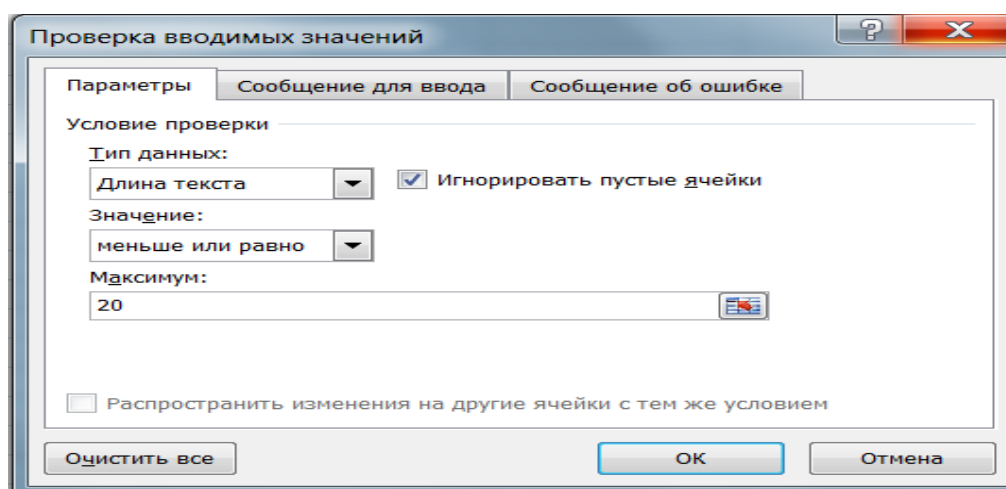 Проверка вводимых значений
Параметры Сообщение для ввода Сообщение об ошибке
Условие проверки
Тип данных:
Длина текста Игнорировать пустые ячейки
Значение:
меньше или равно
Максимум:
20
Распространить изменения на другие ячейки с тем же условием
Очистить все ОК Отмена